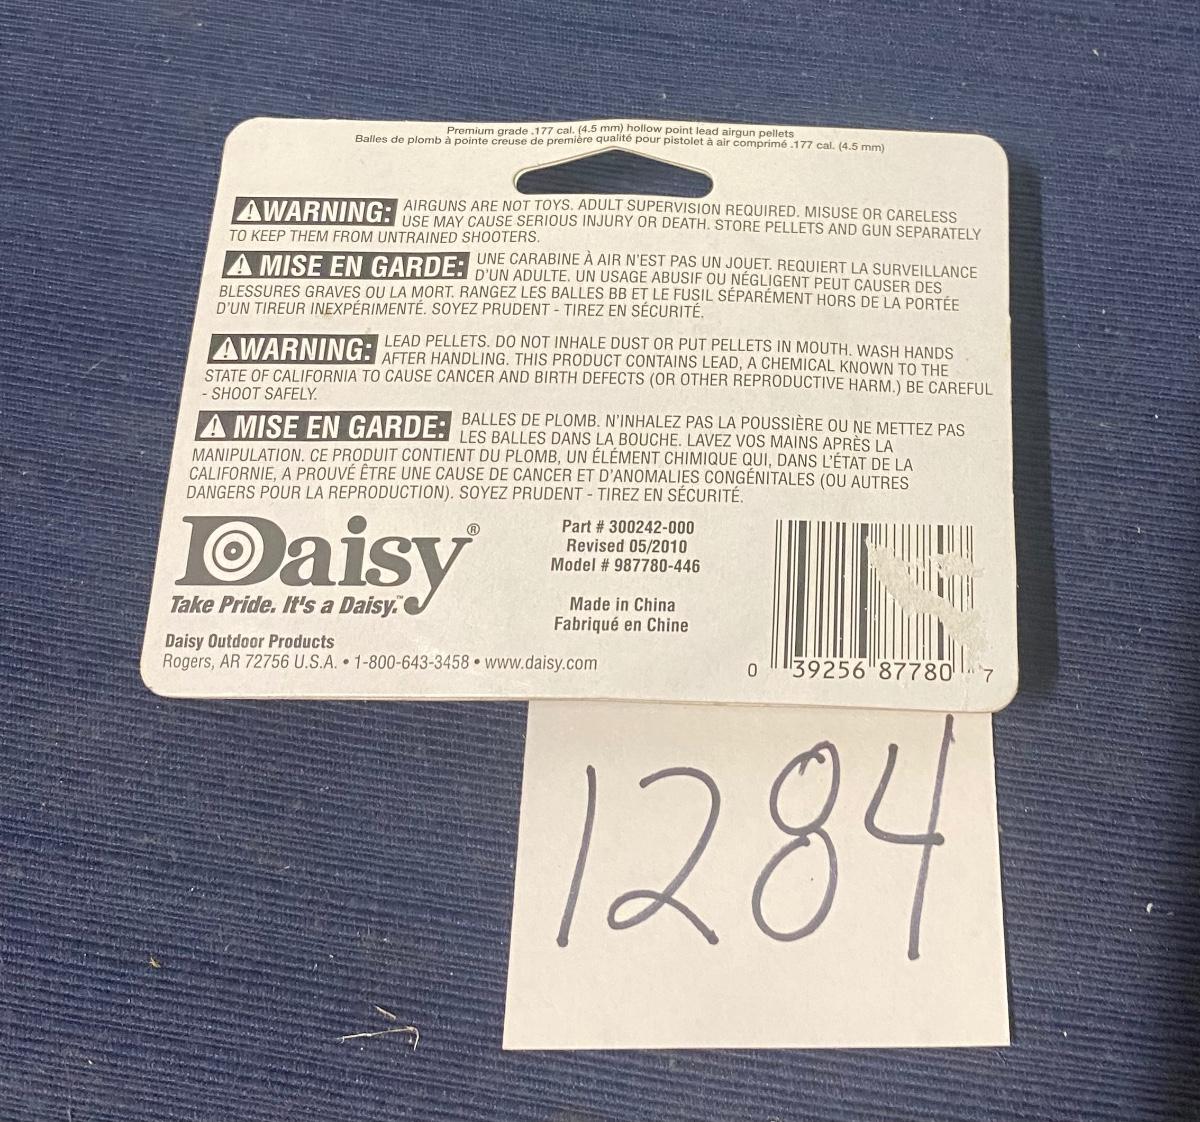 Premium grade .177 cal. (4.5 mm) hollow point lead airgun pellets
Balles de plomb à pointe creuse de première qualité pour pistolet à air comprimé .177 cal. (4.5 mm)
WARNING: AIRGUNS ARE NOT TOYS. ADULT SUPERVISION REQUIRED. MISUSE OR CARELESS
USE MAY CAUSE SERIOUS INJURY OR DEATH. STORE PELLETS AND GUN SEPARATELY
TO KEEP THEM FROM UNTRAINED SHOOTERS.
MISE EN GARDE: UNE CARABINE À AIR N'EST PAS UN JOUET. REQUIERT LA SURVEILLANCE
D'UN ADULTE. UN USAGE ABUSIF OU NÉGLIGENT PEUT CAUSER DES
BLESSURES GRAVES OU LA MORT. RANGEZ LES BALLES BB ET LE FUSIL SÉPARÉMENT HORS DE LA PORTÉE
D'UN TIREUR INEXPÉRIMENTÉ. SOYEZ PRUDENT - TIREZ EN SÉCURITÉ.
WARNING: LEAD PELLETS. DO NOT INHALE DUST OR PUT PELLETS IN MOUTH. WASH HANDS
AFTER HANDLING. THIS PRODUCT CONTAINS LEAD, A CHEMICAL KNOWN TO THE
STATE OF CALIFORNIA TO CAUSE CANCER AND BIRTH DEFECTS (OR OTHER REPRODUCTIVE HARM.) BE CAREFUL
- SHOOT SAFELY.
MISE EN GARDE: BALLES DE PLOMB. N'INHALEZ PAS LA POUSSIÈRE OU NE METTEZ PAS
LES BALLES DANS LA BOUCHE. LAVEZ VOS MAINS APRÈS LA
MANIPULATION. CE PRODUIT CONTIENT DU PLOMB, UN ÉLÉMENT CHIMIQUE QUI, DANS L'ÉTAT DE LA
CALIFORNIE, A PROUVÉ ÊTRE UNE CAUSE DE CANCER ET D'ANOMALIES CONGÉNITALES (OU AUTRES
DANGERS POUR LA REPRODUCTION). SOYEZ PRUDENT - TIREZ EN SÉCURITÉ.
Daisy®
Take Pride. It's a Daisy.™
Daisy Outdoor Products
Rogers, AR 72756 U.S.A. • 1-800-643-3458 • www.daisy.com
Part # 300242-000
Revised 05/2010
Model # 987780-446
Made in China
Fabriqué en Chine
0 39256 87780 7
1284